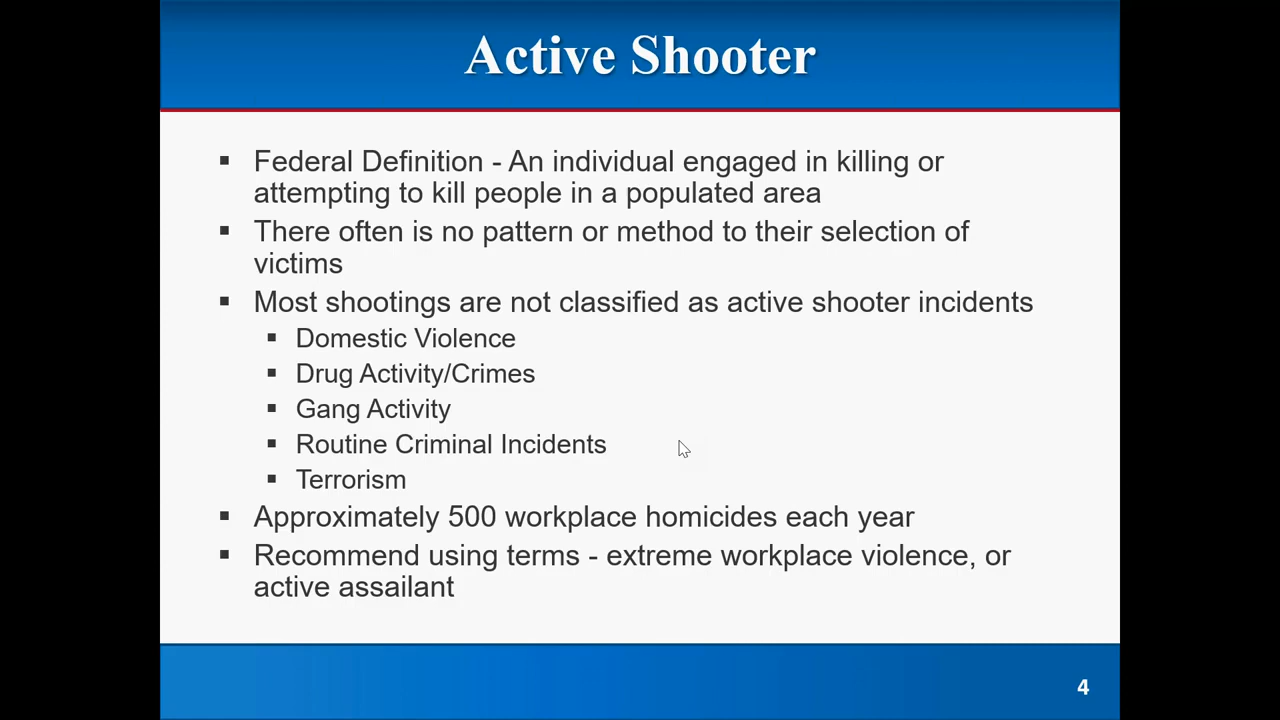 Active Shooter
▪ Federal Definition - An individual engaged in killing or
attempting to kill people in a populated area
▪ There often is no pattern or method to their selection of
victims
▪ Most shootings are not classified as active shooter incidents
▪ Domestic Violence
▪ Drug Activity/Crimes
▪ Gang Activity
▪ Routine Criminal Incidents
▪ Terrorism
▪ Approximately 500 workplace homicides each year
▪ Recommend using terms - extreme workplace violence, or
active assailant
4